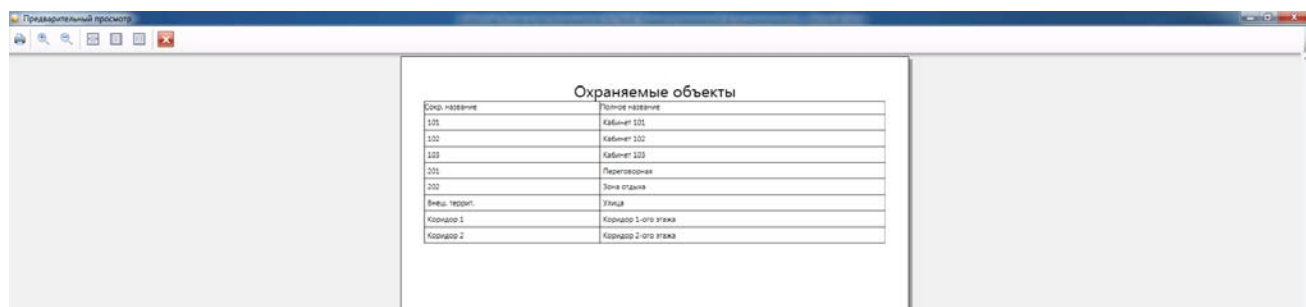 Предварительный просмотр
Охраняемые объекты
Сокр. название Полное название
101 Кабинет 101
102 Кабинет 102
103 Кабинет 103
201 Переговорная
202 Зона отдыха
Внеш. террит. Улица
Коридор 1 Коридор 1-ого этажа
Коридор 2 Коридор 2-ого этажа